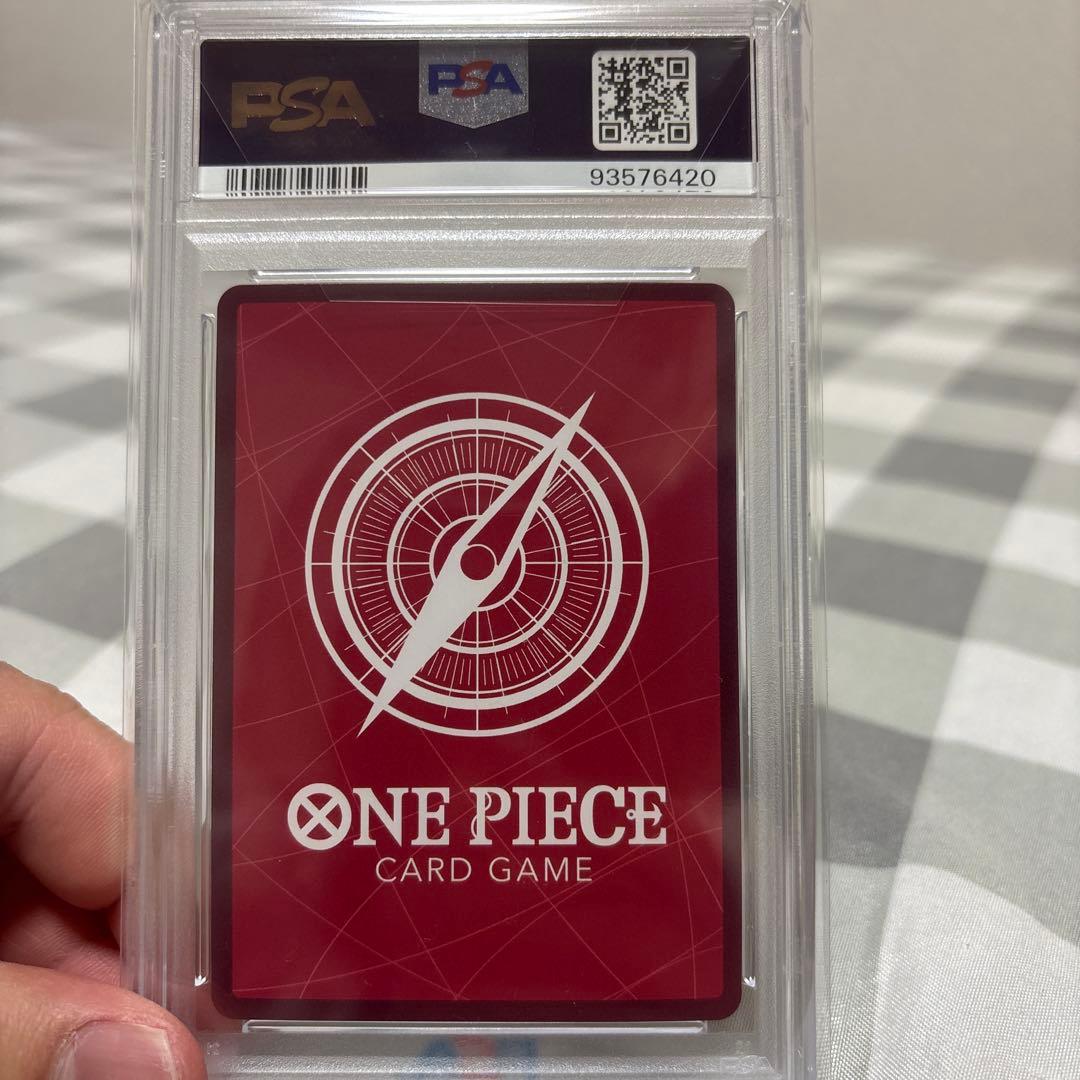 PSA
PSA
93576420
ONE PIECE
CARD GAME